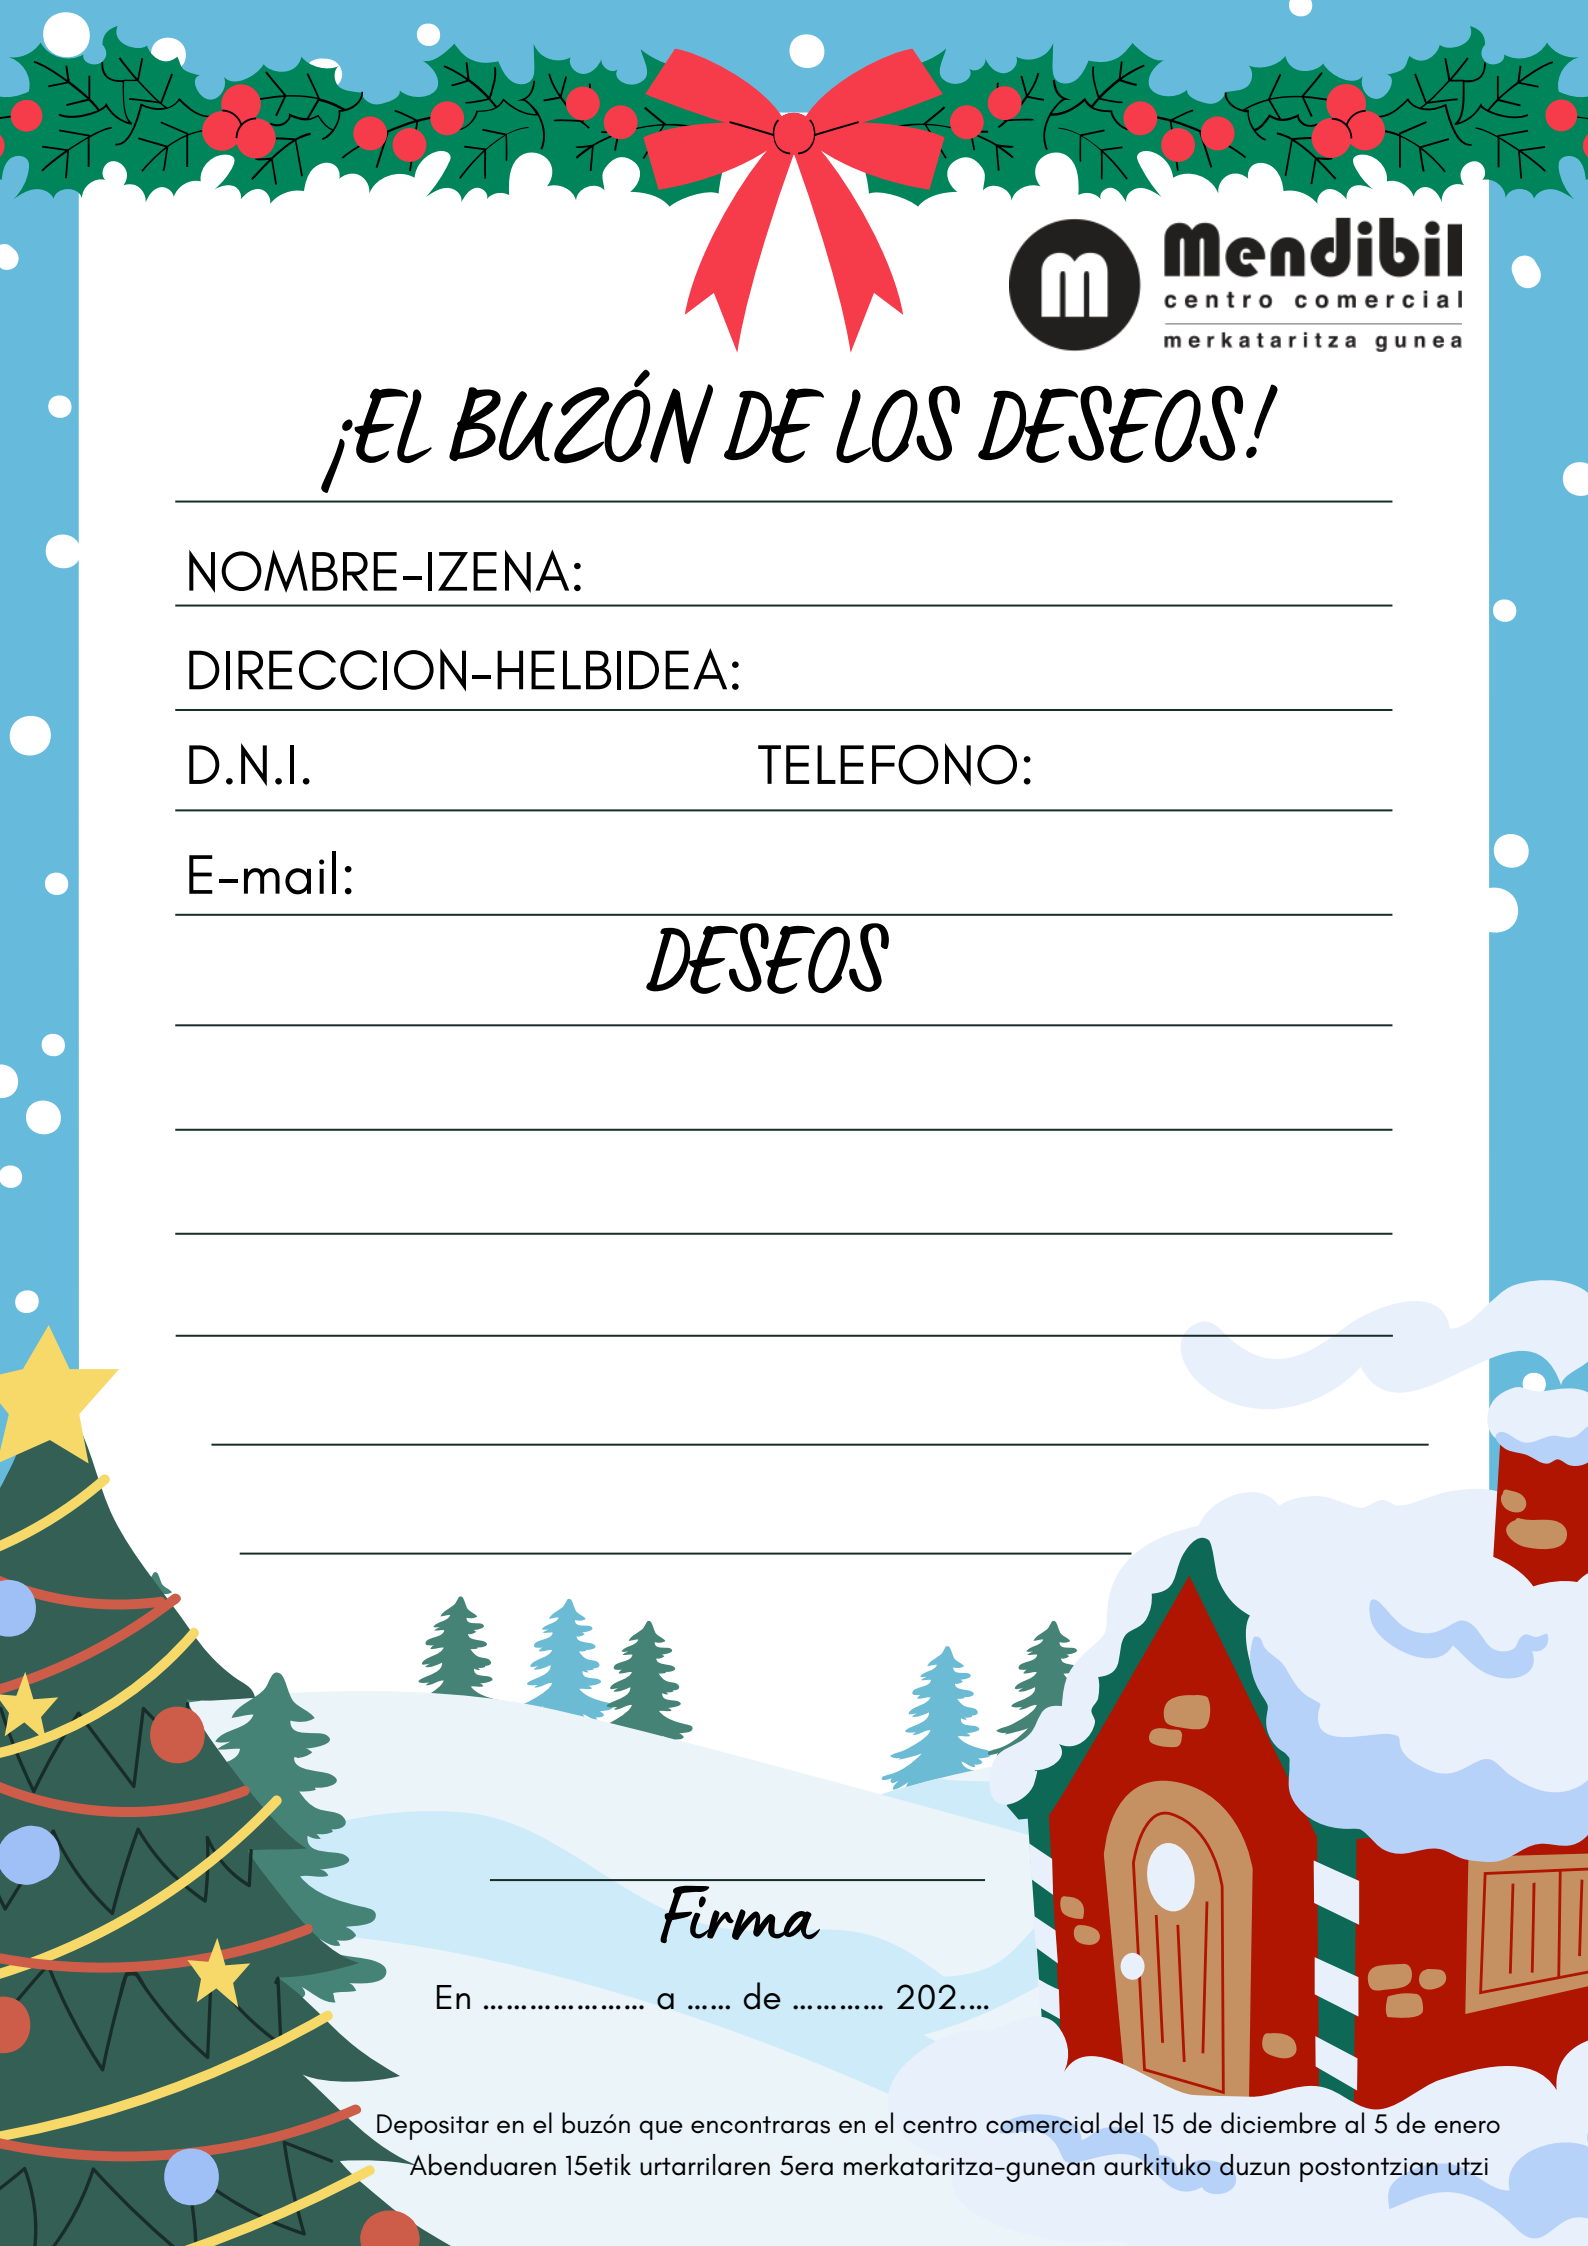 m Mendibil
centro comercial
merkataritza gunea
¡EL BUZÓN DE LOS DESEOS!
NOMBRE-IZENA:
DIRECCION-HELBIDEA:
D.N.I. TELEFONO:
E-mail:
DESEOS
Firma
En ..................... a ...... de ............ 202....
Depositar en el buzón que encontraras en el centro comercial del 15 de diciembre al 5 de enero
Abenduaren 15etik urtarrilaren 5era merkataritza-gunean aurkituko duzun postontzian utzi